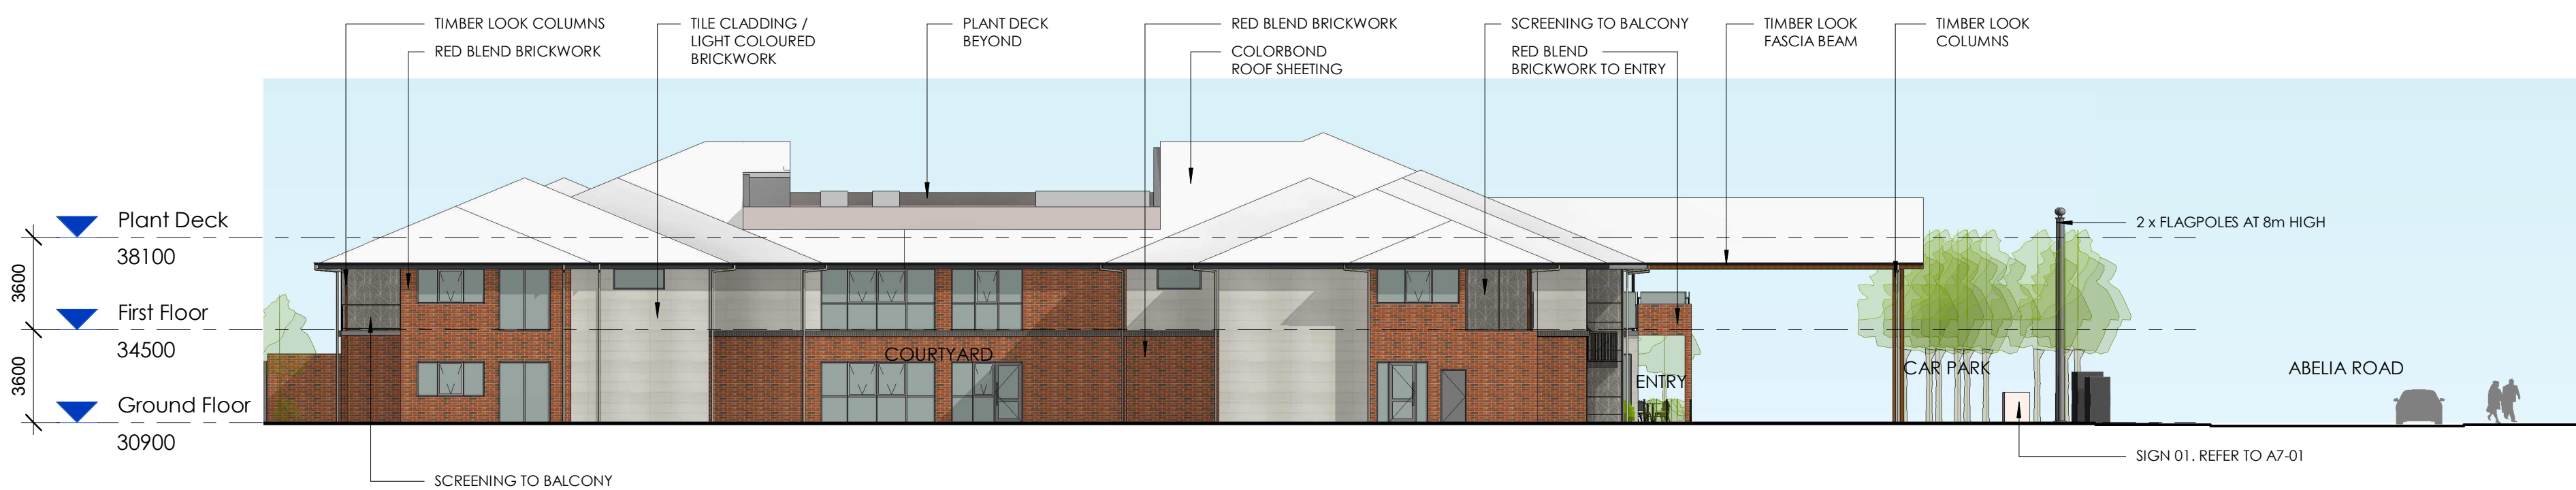 TIMBER LOOK COLUMNS
RED BLEND BRICKWORK
TILE CLADDING /
LIGHT COLOURED
BRICKWORK
PLANT DECK
BEYOND
RED BLEND BRICKWORK
COLORBOND
ROOF SHEETING
SCREENING TO BALCONY
RED BLEND
BRICKWORK TO ENTRY
TIMBER LOOK
FASCIA BEAM
TIMBER LOOK
COLUMNS
Plant Deck
38100
3600
First Floor
34500
3600
Ground Floor
30900
2 x FLAGPOLES AT 8m HIGH
COURTYARD
ENTRY
CAR PARK
ABELIA ROAD
SIGN 01. REFER TO A7-01
SCREENING TO BALCONY